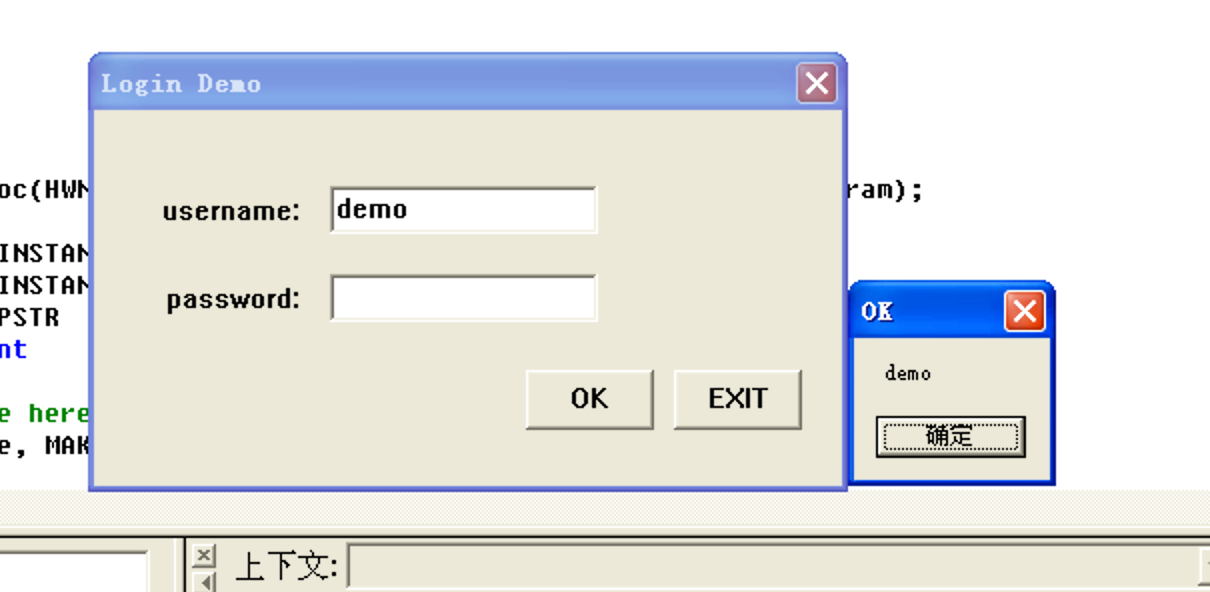 Login Demo
oc(HWN
ram);
username:
demo
INSTAN
INSTAN
password:
PSTR
OK
nt
demo
OK
EXIT
e here
确定
e, MAK
上下文: